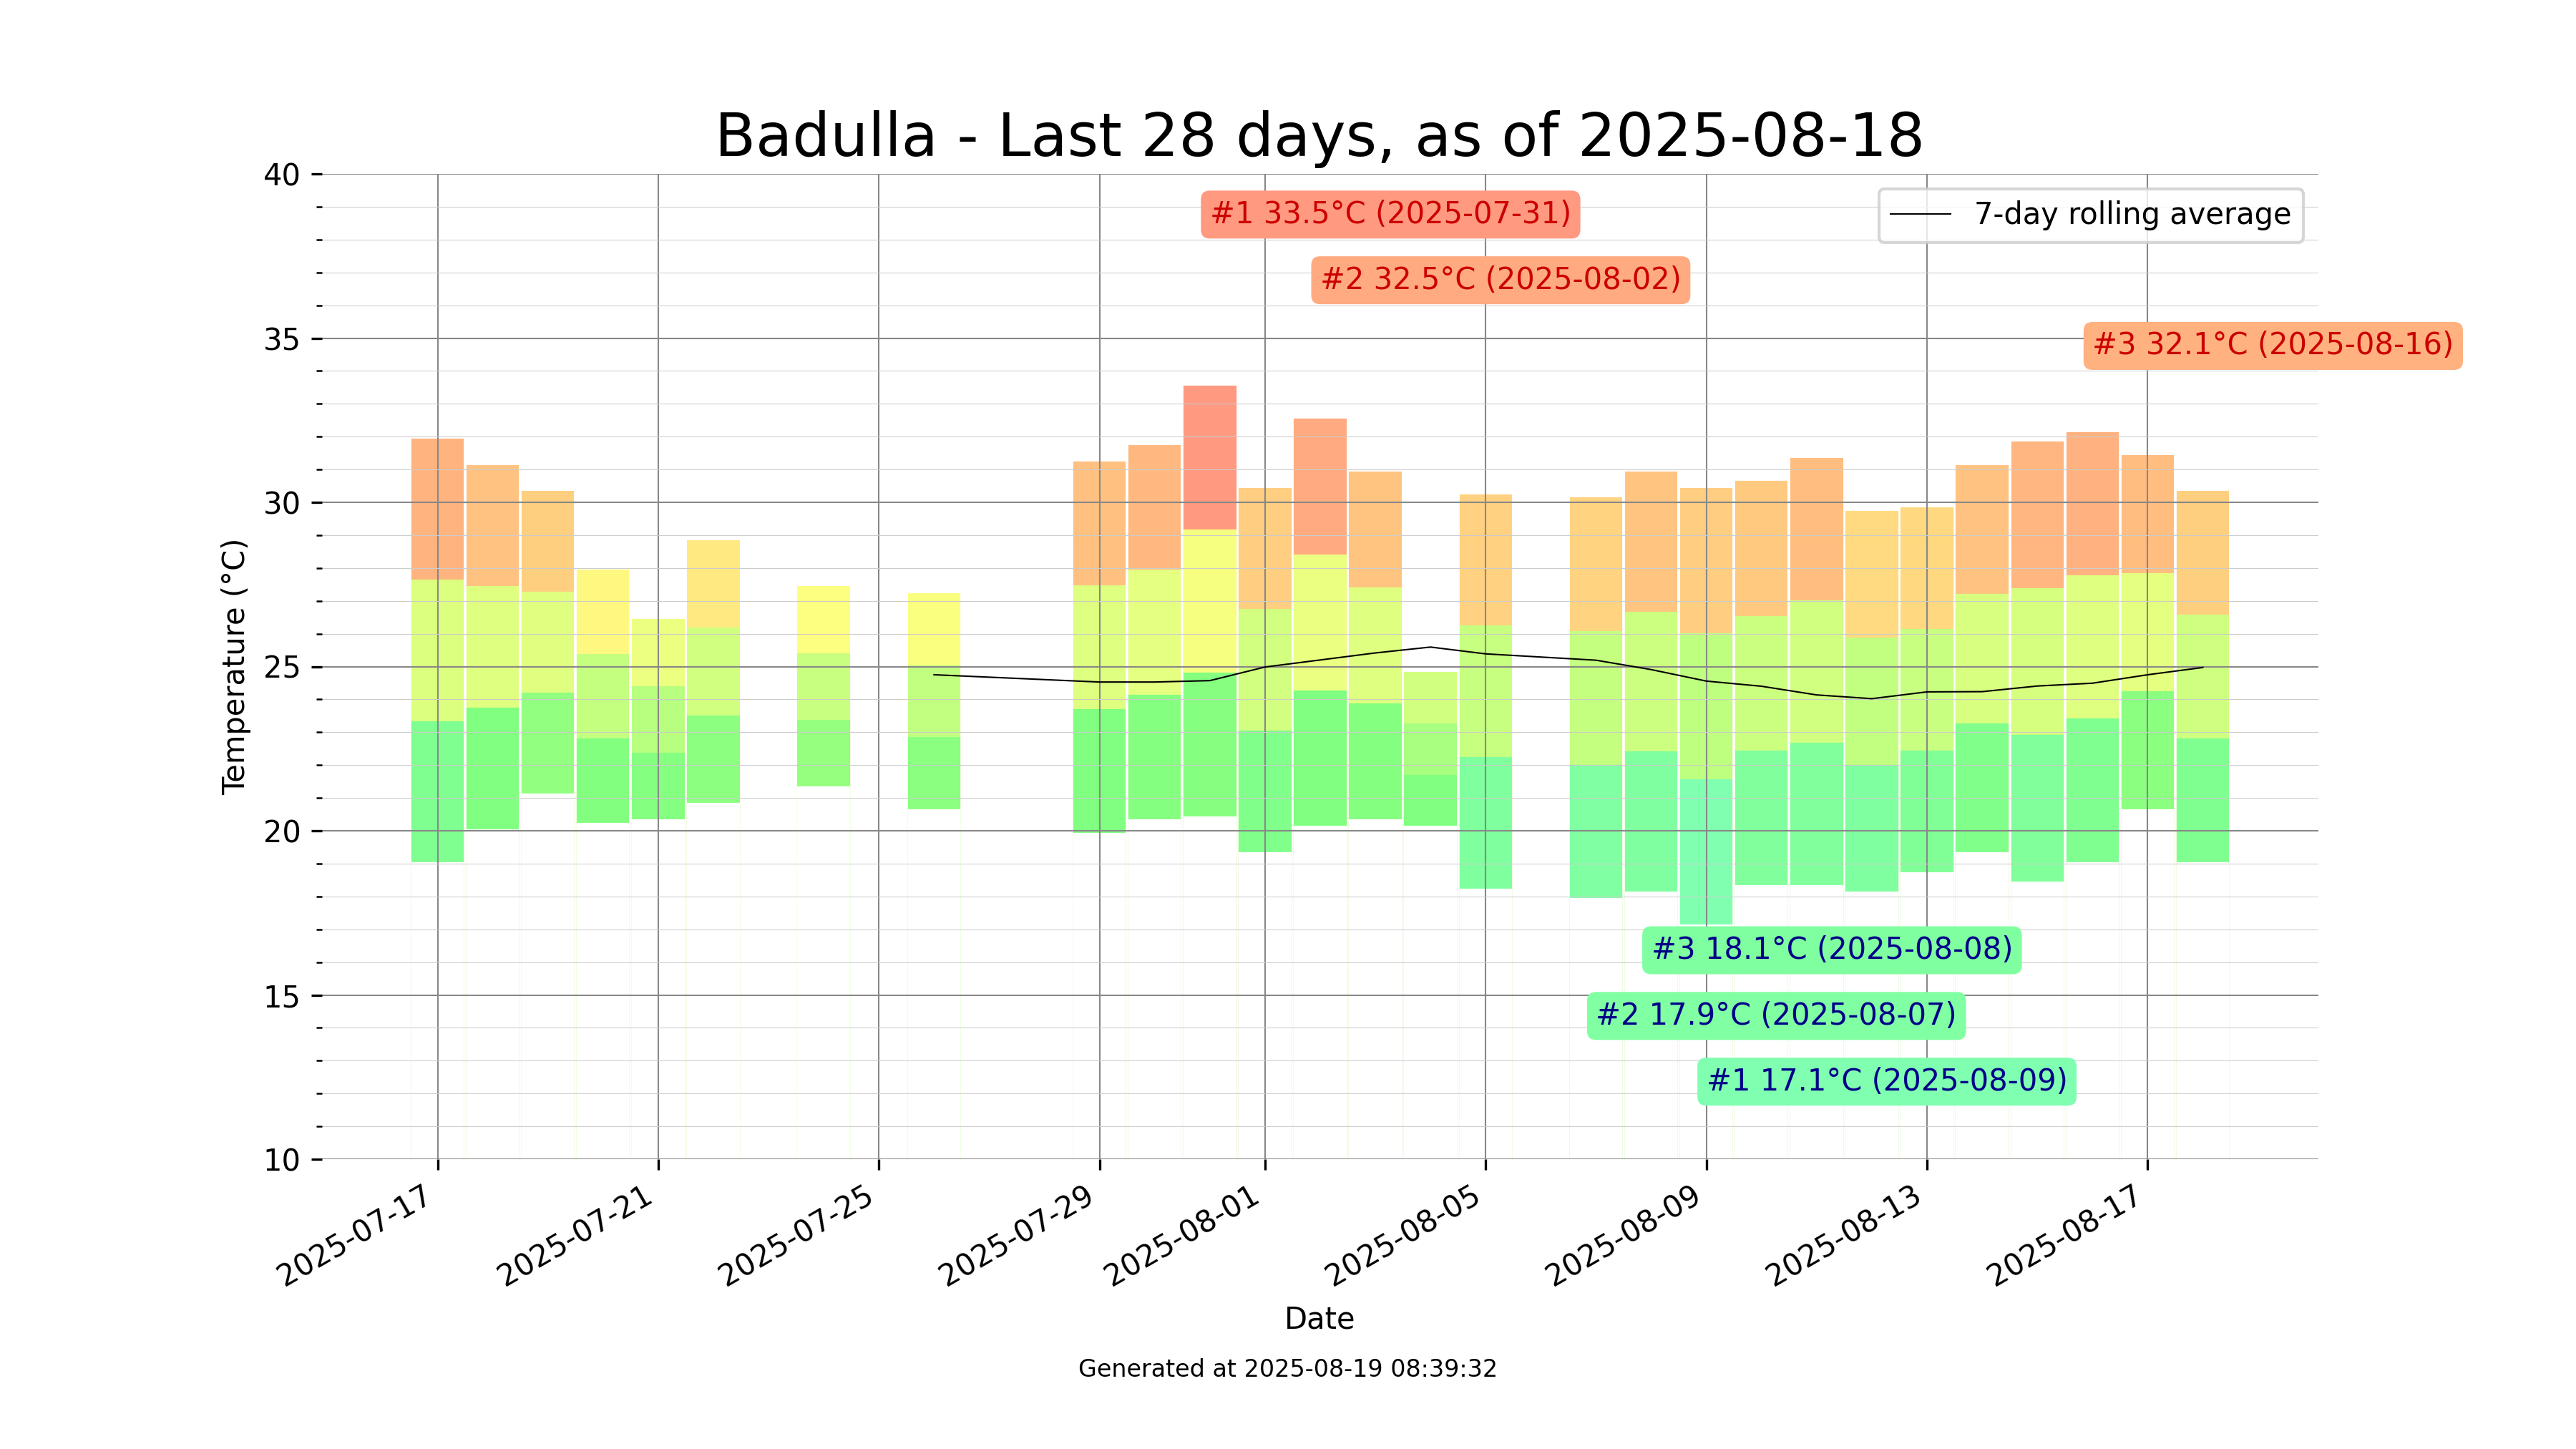 Badulla - Last 28 days, as of 2025-08-18
40
35
30
25
20
15
10
Temperature (°C)
7-day rolling average
#1 33.5°C (2025-07-31)
#2 32.5°C (2025-08-02)
#3 32.1°C (2025-08-16)
#3 18.1°C (2025-08-08)
#2 17.9°C (2025-08-07)
#1 17.1°C (2025-08-09)
2025-07-17
2025-07-21
2025-07-25
2025-07-29
2025-08-01
2025-08-05
2025-08-09
2025-08-13
2025-08-17
Date
Generated at 2025-08-19 08:39:32